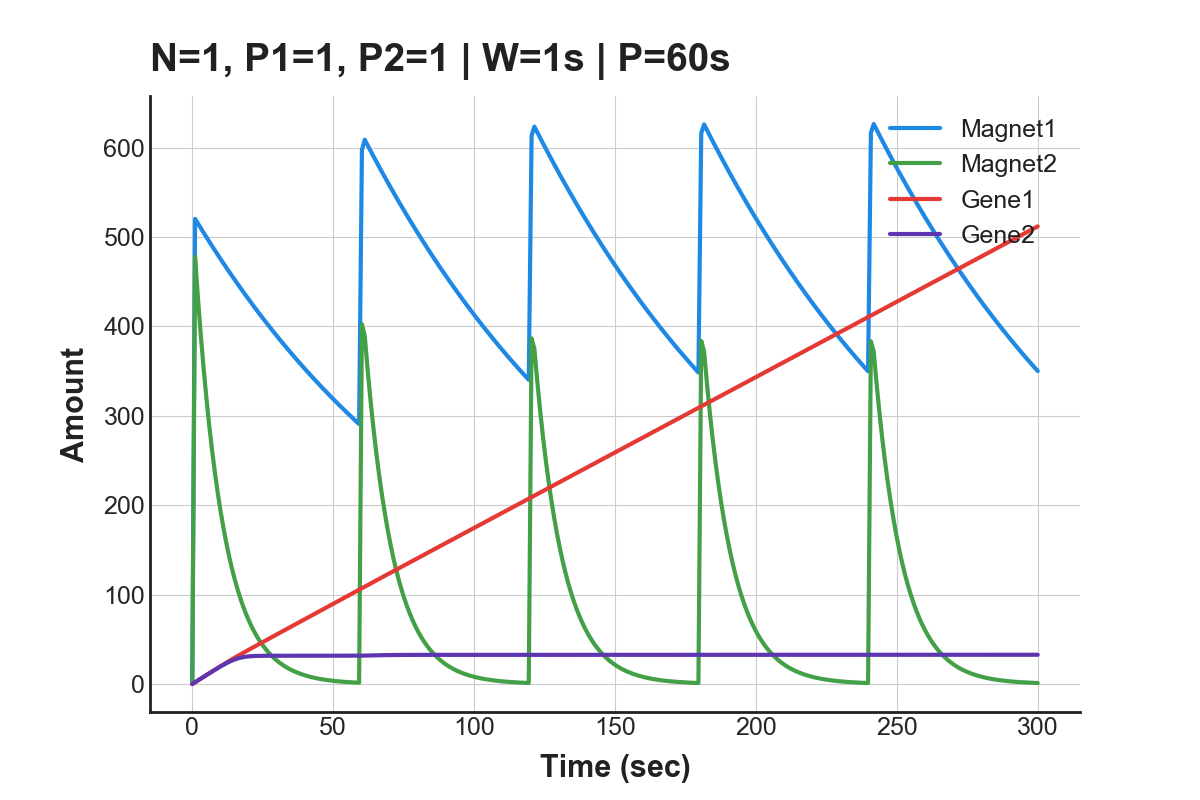 N=1, P1=1, P2=1 | W=1s | P=60s
Magnet1
Magnet2
Gene1
Gene2
Amount
600
500
400
300
200
100
0
0 50 100 150 200 250 300
Time (sec)